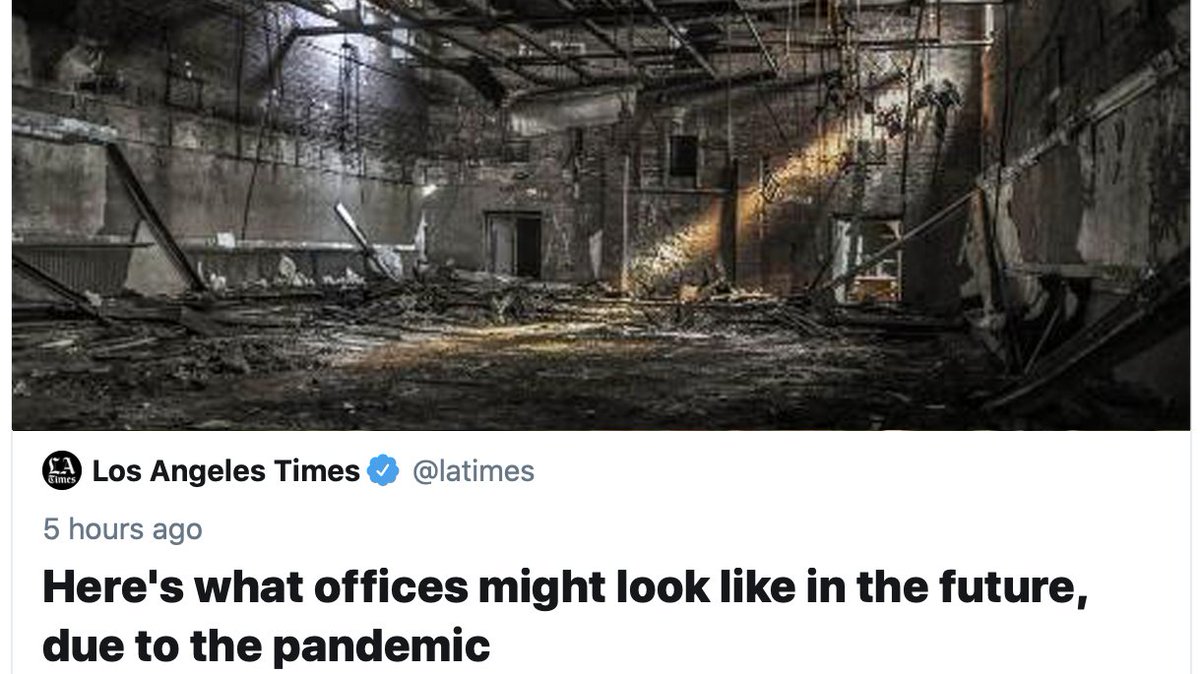 LA
Times
Los Angeles Times @latimes
5 hours ago
Here's what offices might look like in the future,
due to the pandemic